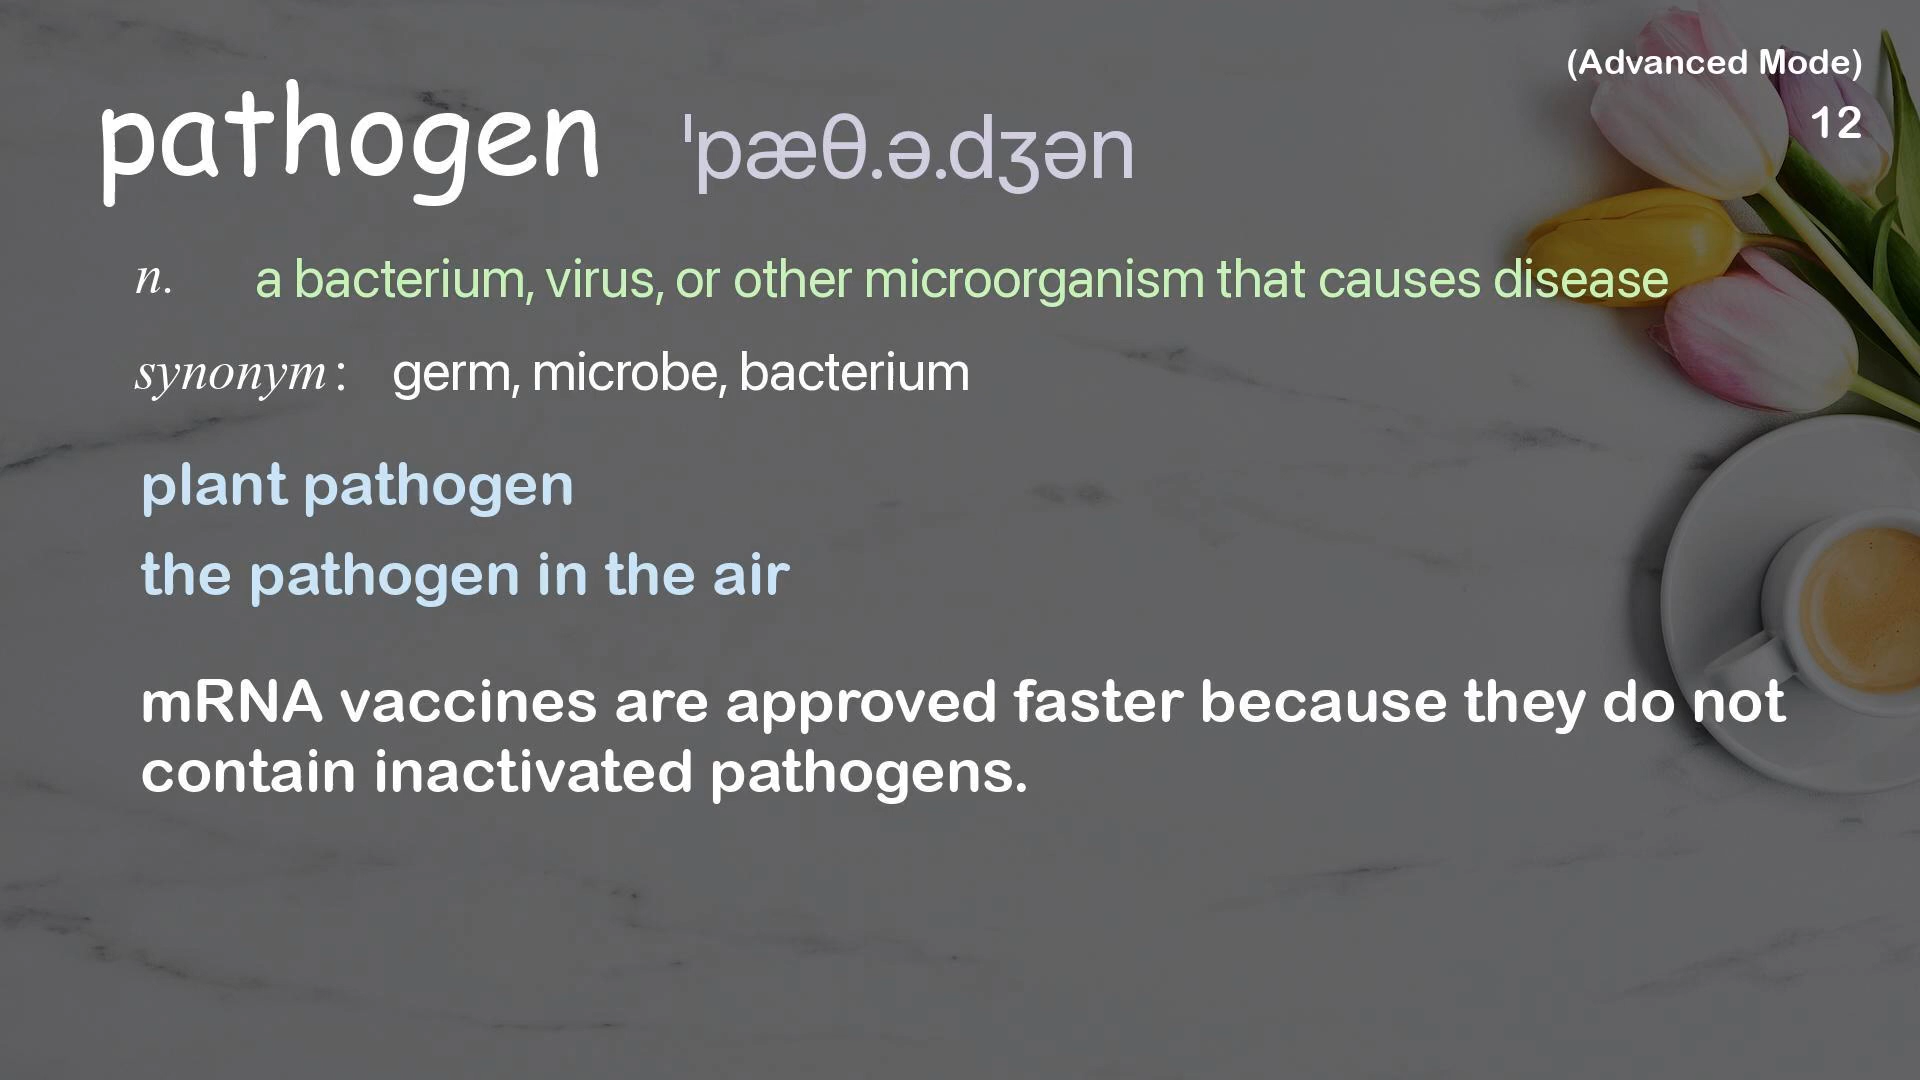 (Advanced Mode)
pathogen ˈpæθ.ə.dʒən
12
n. a bacterium, virus, or other microorganism that causes disease
synonym: germ, microbe, bacterium
plant pathogen
the pathogen in the air
mRNA vaccines are approved faster because they do not
contain inactivated pathogens.